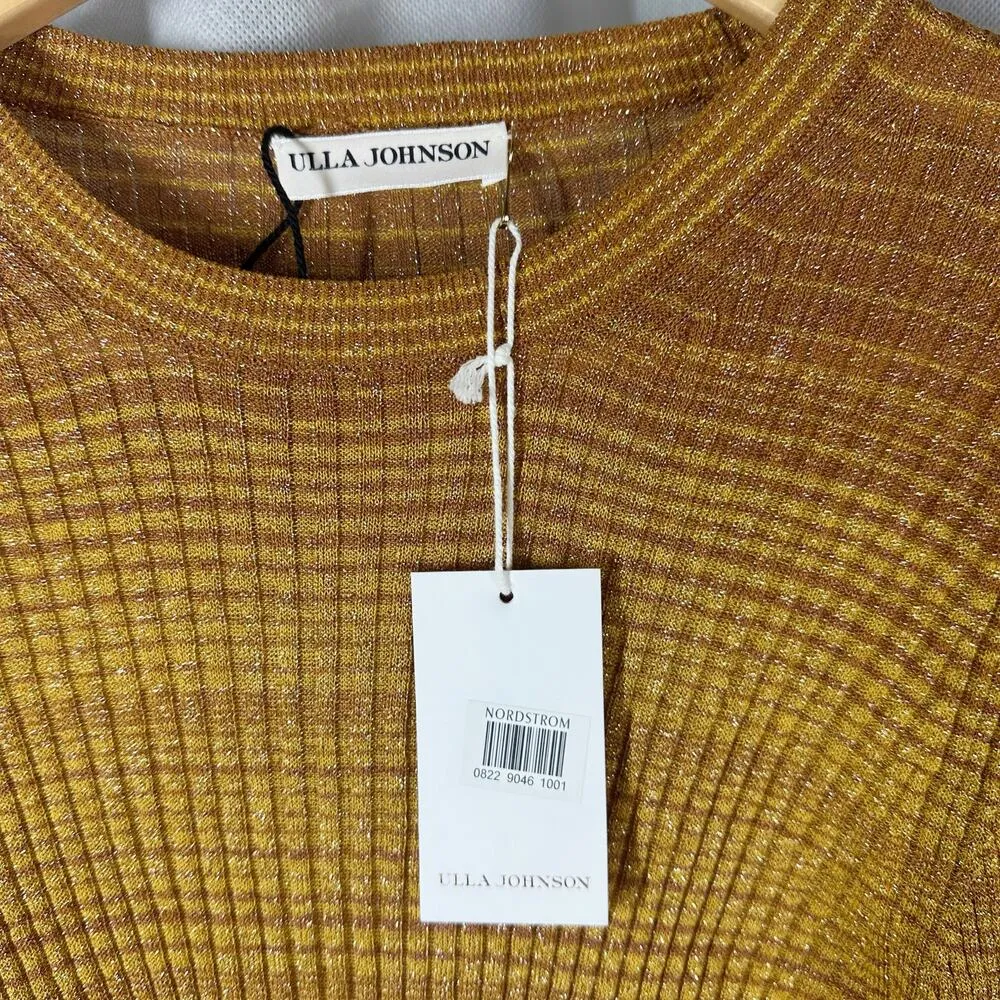 ULLA JOHNSON
NORDSTROM
0822 9046 1001
ULLA JOHNSON